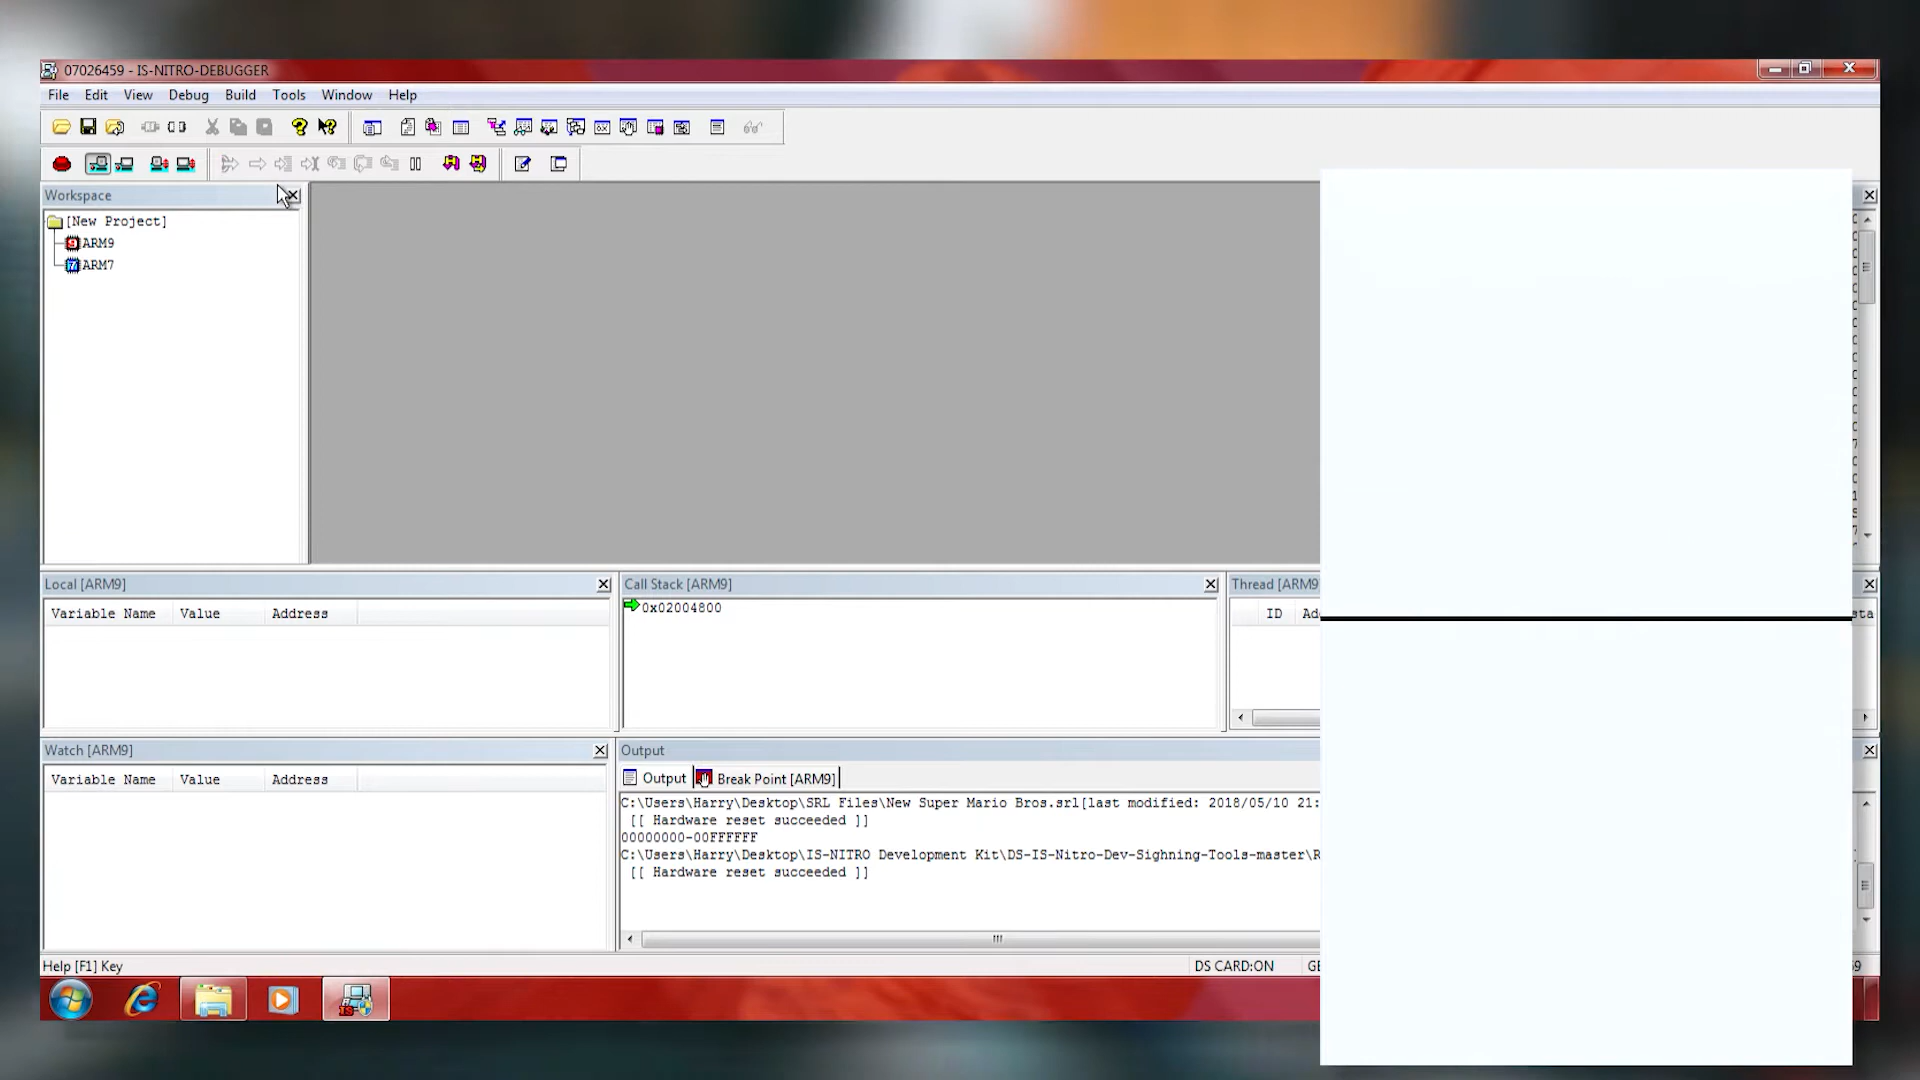 07026459 - IS-NITRO-DEBUGGER
File Edit View Debug Build Tools Window Help
Workspace
[New Project]
ARM9
ARM7
Local [ARM9]
Variable Name Value Address
Call Stack [ARM9]
0x02004800
Thread [ARM9
ID
Watch [ARM9]
Variable Name Value Address
Output
Output Break Point [ARM9]
C:\Users\Harry\Desktop\SRL Files\New Super Mario Bros.srl[last modified: 2018/05/10 21:
[[ Hardware reset succeeded ]]
00000000-00FFFFFF
C:\Users\Harry\Desktop\IS-NITRO Development Kit\DS-IS-Nitro-Dev-Sighning-Tools-master\R
[[ Hardware reset succeeded ]]
Help [F1] Key
DS CARD:ON